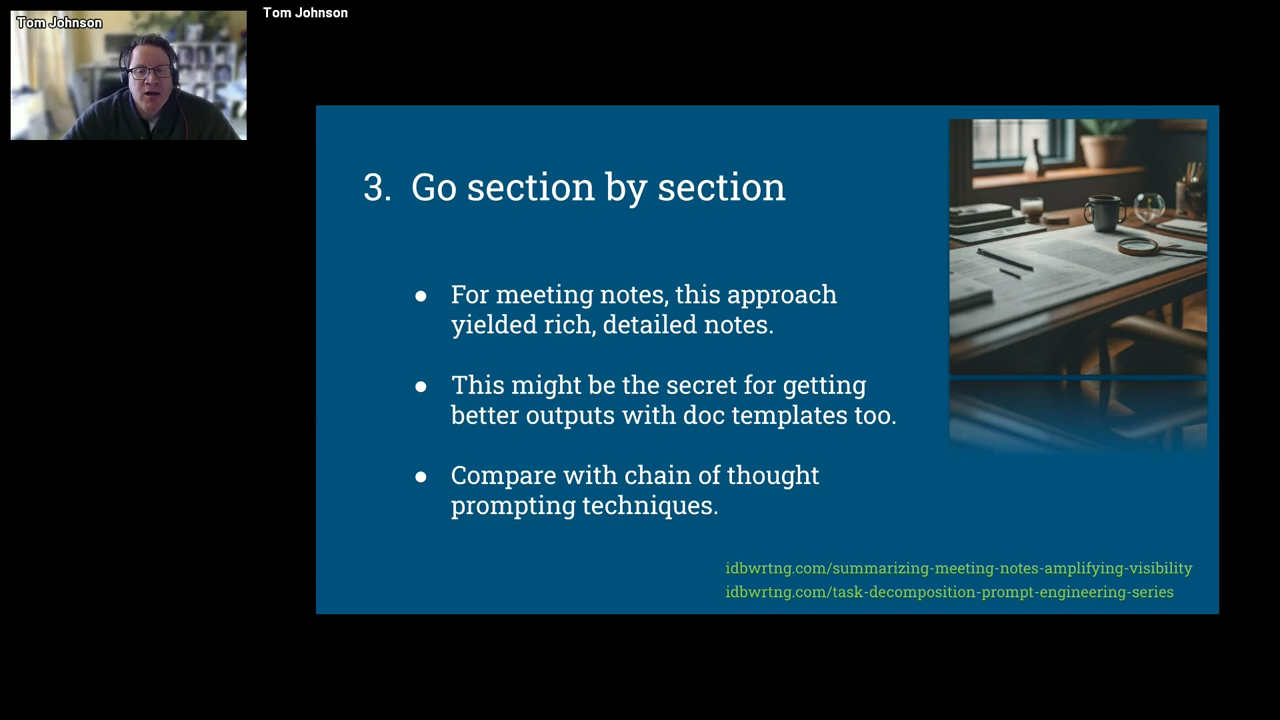 Tom Johnson
Tom Johnson
3. Go section by section
● For meeting notes, this approach
yielded rich, detailed notes.
● This might be the secret for getting
better outputs with doc templates too.
● Compare with chain of thought
prompting techniques.
idbwrtng.com/summarizing-meeting-notes-amplifying-visibility
idbwrtng.com/task-decomposition-prompt-engineering-series